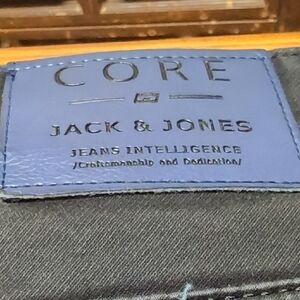 CORE
JACK & JONES
JEANS INTELLIGENCE
/Craftsmanship and Dedication/